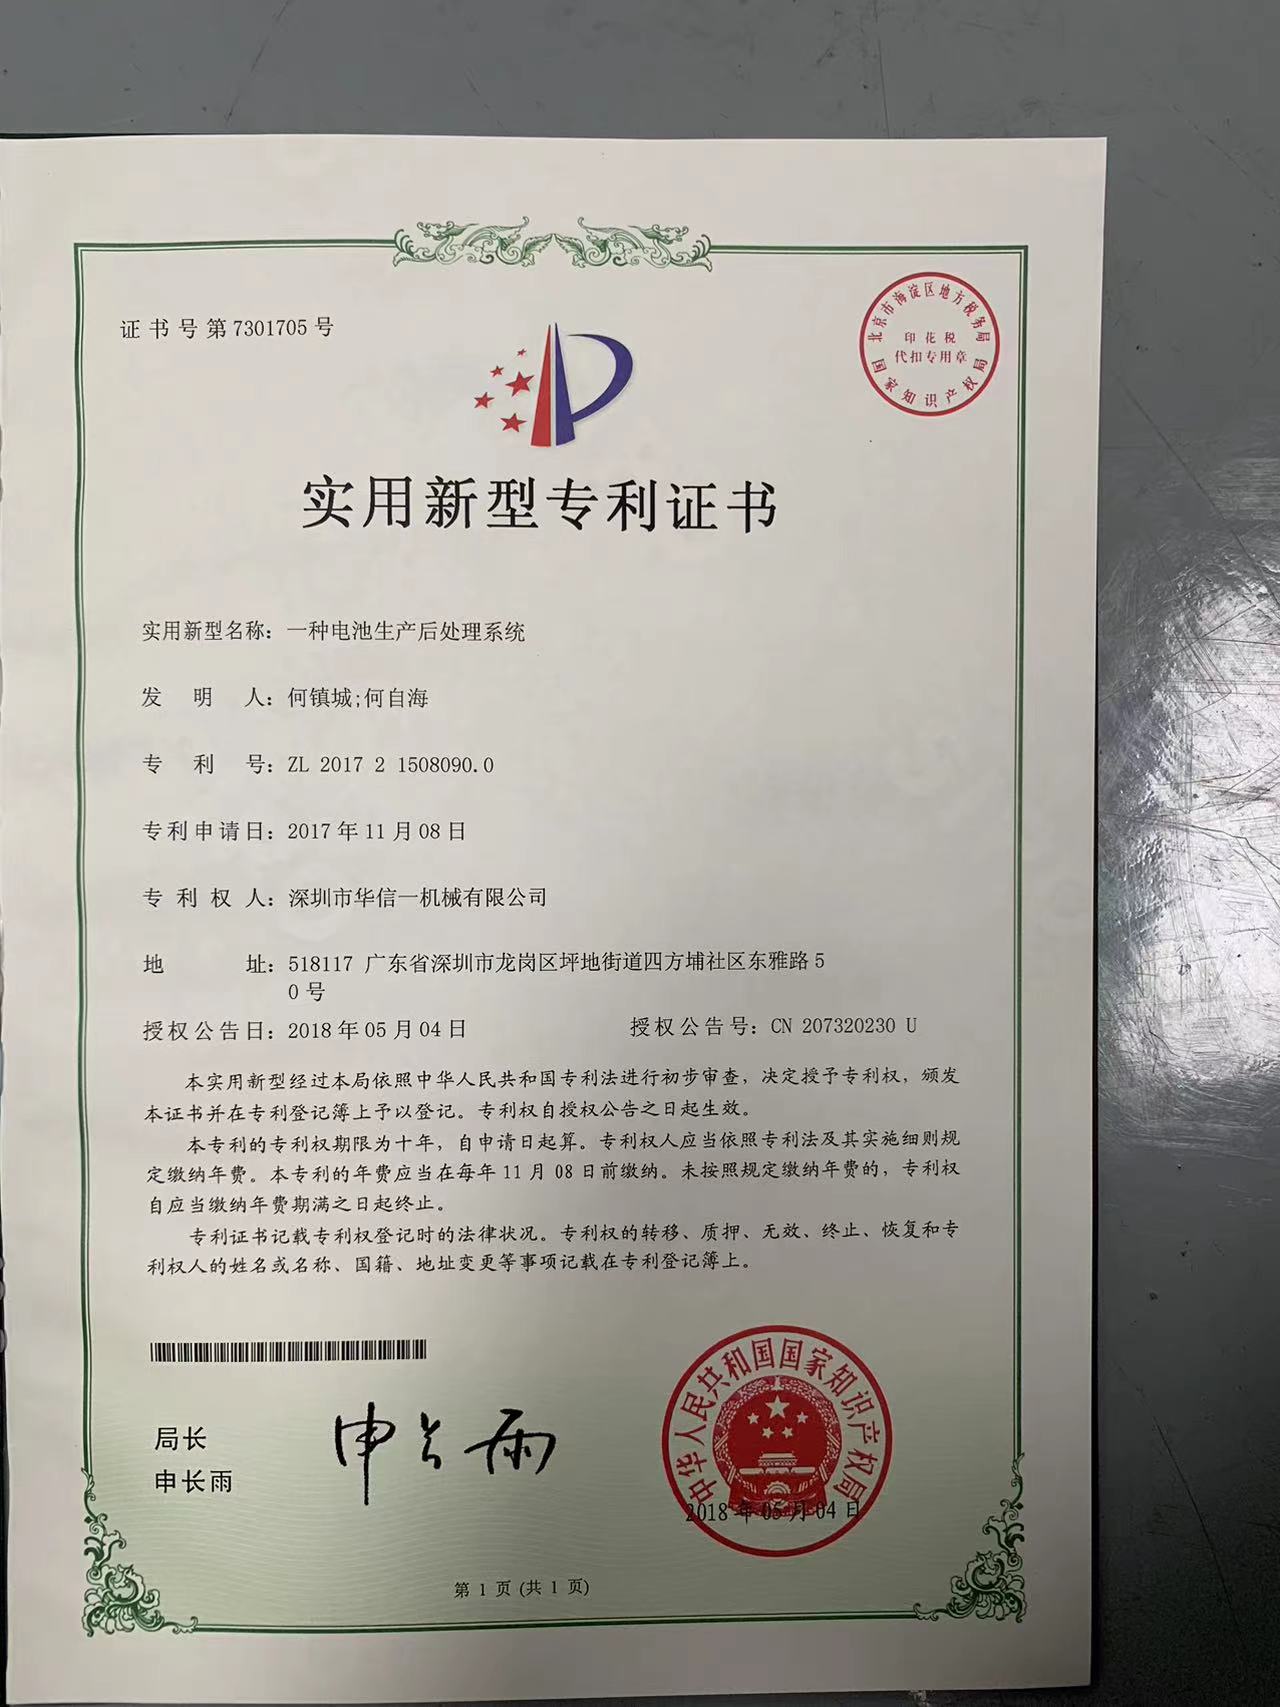 证书号第7301705号
北京市海淀区地方税务局
印花税
代扣专用章
国家知识产权局
实用新型专利证书
实用新型名称：一种电池生产后处理系统
发明人：何镇城;何自海
专利号：ZL 2017 2 1508090.0
专利申请日：2017年11月08日
专利权人：深圳市华信一机械有限公司
地址：518117 广东省深圳市龙岗区坪地街道四方埔社区东雅路5
0号
授权公告日：2018年05月04日 授权公告号：CN 207320230 U
本实用新型经过本局依照中华人民共和国专利法进行初步审查，决定授予专利权，颁发
本证书并在专利登记簿上予以登记。专利权自授权公告之日起生效。
本专利的专利权期限为十年，自申请日起算。专利权人应当依照专利法及其实施细则规
定缴纳年费。本专利的年费应当在每年11月08日前缴纳。未按照规定缴纳年费的，专利权
自应当缴纳年费期满之日起终止。
专利证书记载专利权登记时的法律状况。专利权的转移、质押、无效、终止、恢复和专
利权人的姓名或名称、国籍、地址变更等事项记载在专利登记簿上。
局长
申长雨
申长雨
中华人民共和国国家知识产权局
2018年05月04日
第1页(共1页)